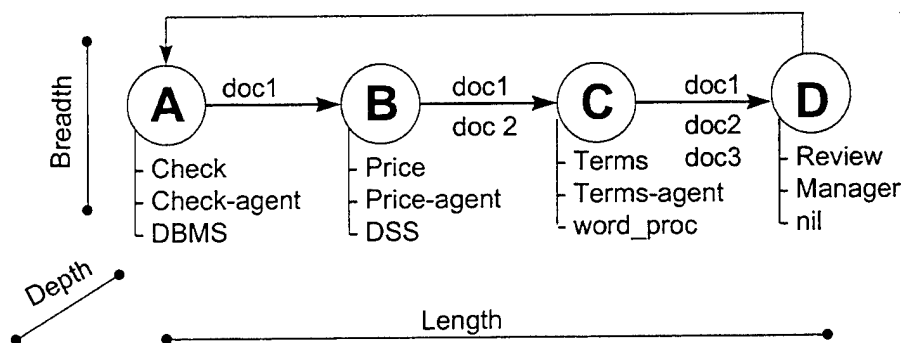 Breadth
A
doc1
B
doc1
doc 2
C
doc1
doc2
doc3
D
Check
Check-agent
DBMS
Price
Price-agent
DSS
Terms
Terms-agent
word_proc
Review
Manager
nil
Depth
Length